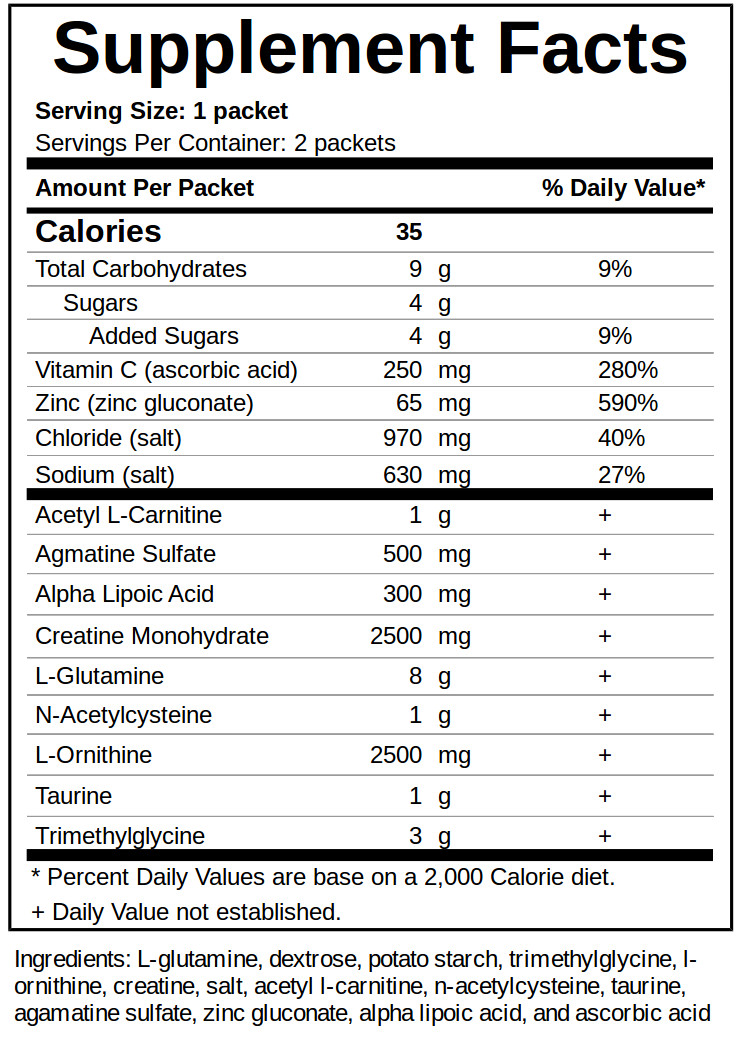 Supplement Facts
Serving Size: 1 packet
Servings Per Container: 2 packets
Amount Per Packet % Daily Value*
Calories 35
Total Carbohydrates 9 g 9%
Sugars 4 g
Added Sugars 4 g 9%
Vitamin C (ascorbic acid) 250 mg 280%
Zinc (zinc gluconate) 65 mg 590%
Chloride (salt) 970 mg 40%
Sodium (salt) 630 mg 27%
Acetyl L-Carnitine 1 g +
Agmatine Sulfate 500 mg +
Alpha Lipoic Acid 300 mg +
Creatine Monohydrate 2500 mg +
L-Glutamine 8 g +
N-Acetylcysteine 1 g +
L-Ornithine 2500 mg +
Taurine 1 g +
Trimethylglycine 3 g +
* Percent Daily Values are base on a 2,000 Calorie diet.
+ Daily Value not established.
Ingredients: L-glutamine, dextrose, potato starch, trimethylglycine, l-
ornithine, creatine, salt, acetyl l-carnitine, n-acetylcysteine, taurine,
agamatine sulfate, zinc gluconate, alpha lipoic acid, and ascorbic acid